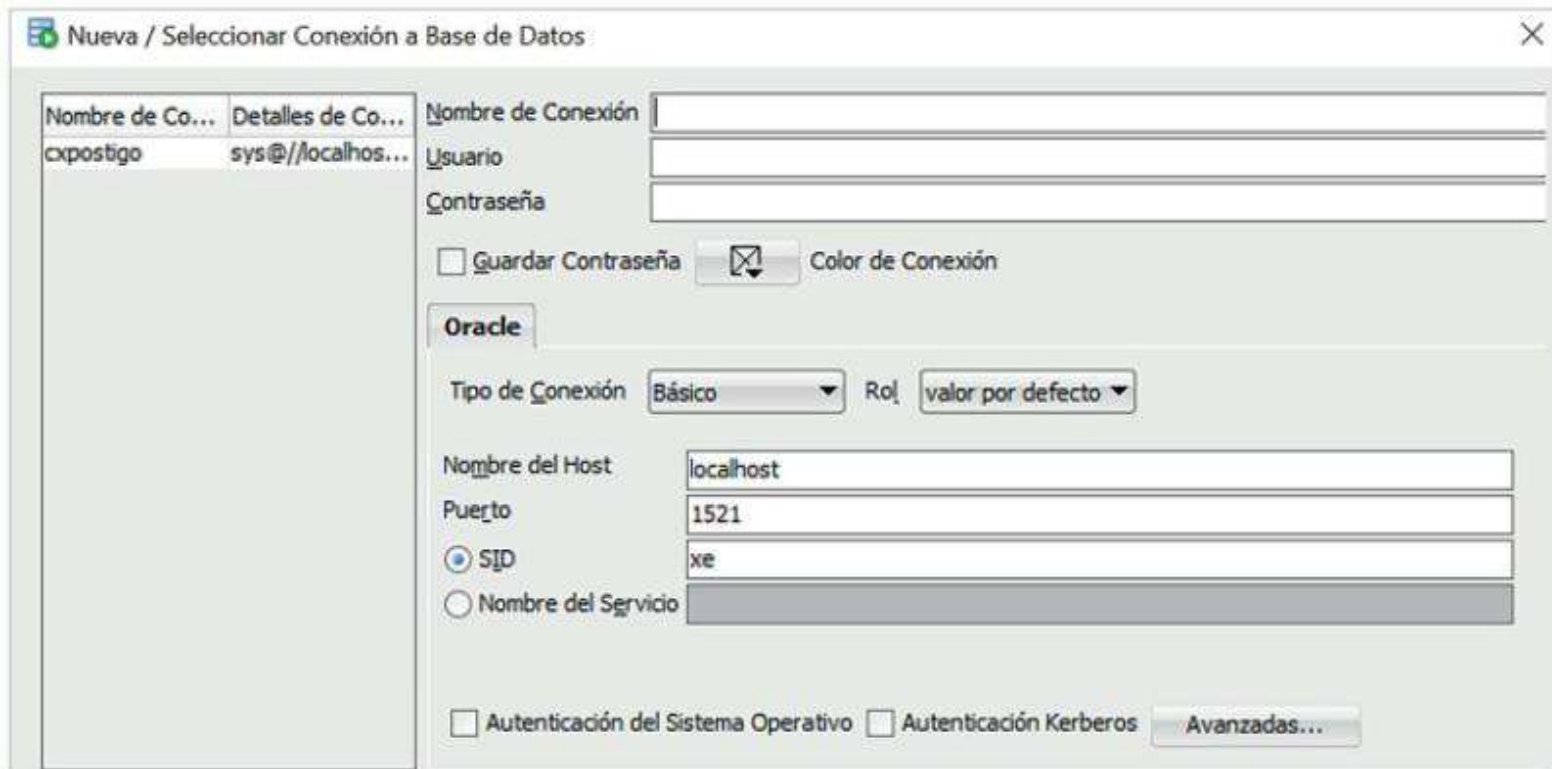 Nueva / Seleccionar Conexión a Base de Datos
Nombre de Co... Detalles de Co...
cxpostigo sys@//localhos...
Nombre de Conexión
Usuario
Contraseña
Guardar Contraseña Color de Conexión
Oracle
Tipo de Conexión Básico Rol valor por defecto
Nombre del Host localhost
Puerto 1521
SID xe
Nombre del Servicio
Autenticación del Sistema Operativo Autenticación Kerberos Avanzadas...